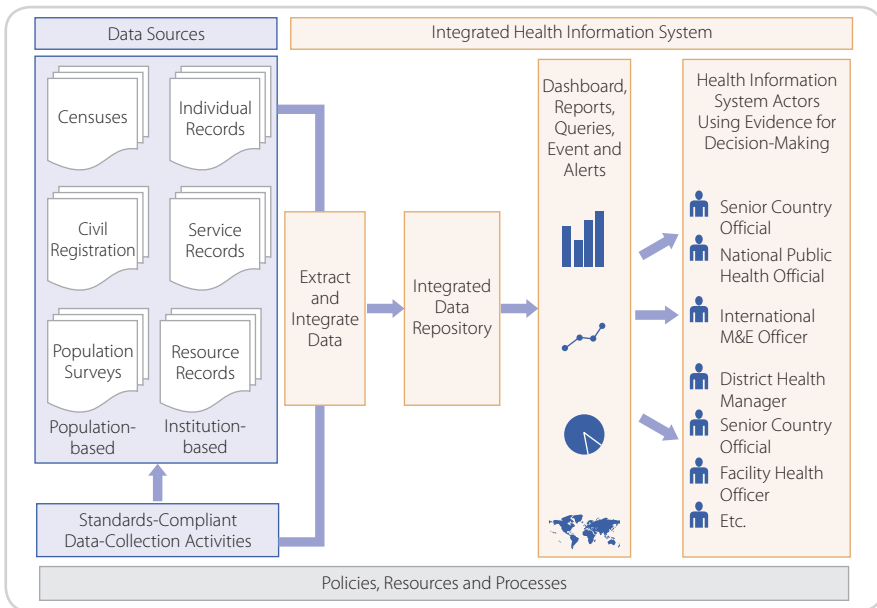 Data Sources
Integrated Health Information System
Censuses
Individual
Records
Civil
Registration
Service
Records
Population
Surveys
Resource
Records
Population-
based
Institution-
based
Standards-Compliant
Data-Collection Activities
Extract
and
Integrate
Data
Integrated
Data
Repository
Dashboard,
Reports,
Queries,
Event and
Alerts
Health Information
System Actors
Using Evidence for
Decision-Making
Senior Country
Official
National Public
Health Official
International
M&E Officer
District Health
Manager
Senior Country
Official
Facility Health
Officer
Etc.
Policies, Resources and Processes